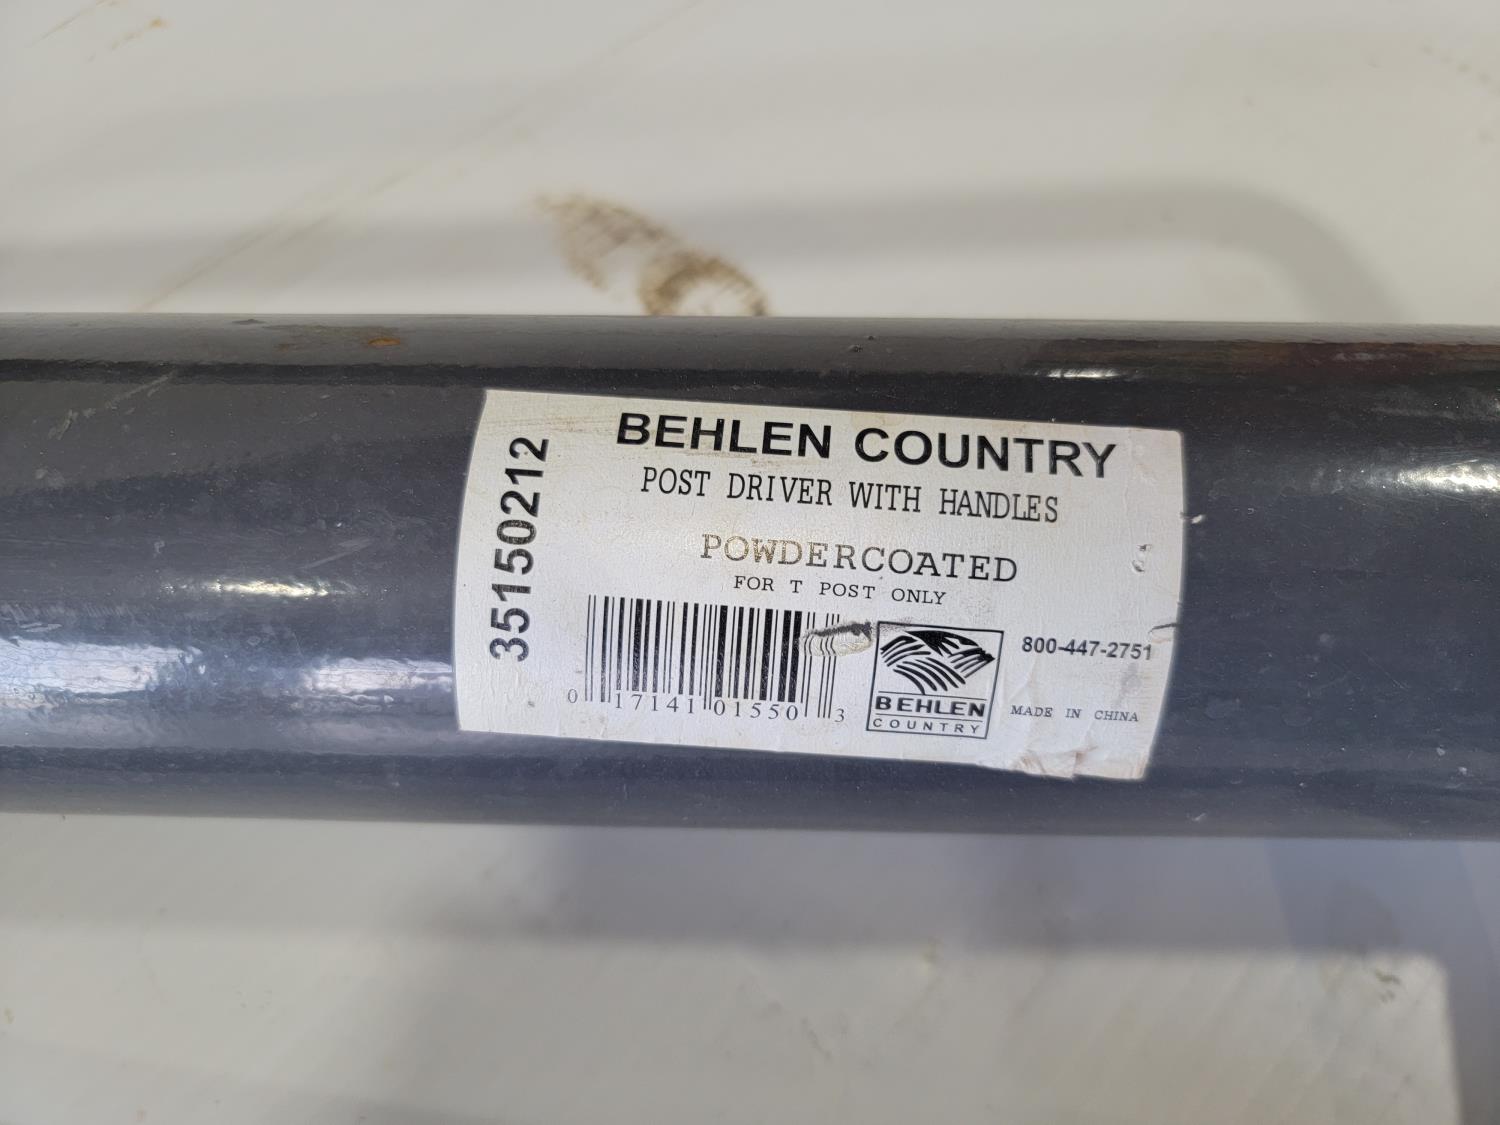 BEHLEN COUNTRY
POST DRIVER WITH HANDLES
POWDERCOATED
FOR T POST ONLY
35150212
0 17141 01550 3
BEHLEN
COUNTRY
800-447-2751
MADE IN CHINA